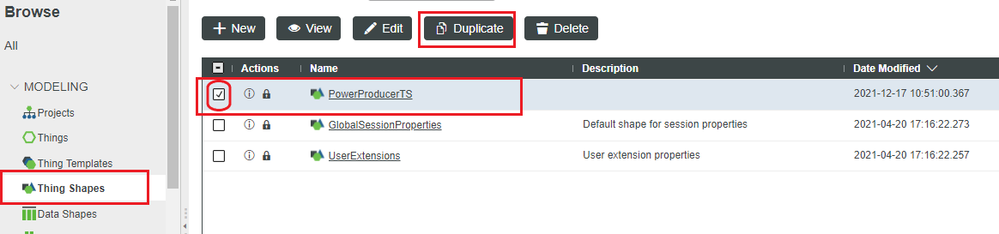 Browse
All
MODELING
Projects
Things
Thing Templates
Thing Shapes
Data Shapes
New View Edit Duplicate Delete
Actions Name Description Date Modified
PowerProducerTS 2021-12-17 10:51:00.367
GlobalSessionProperties Default shape for session properties 2021-04-20 17:16:22.273
UserExtensions User extension properties 2021-04-20 17:16:22.257